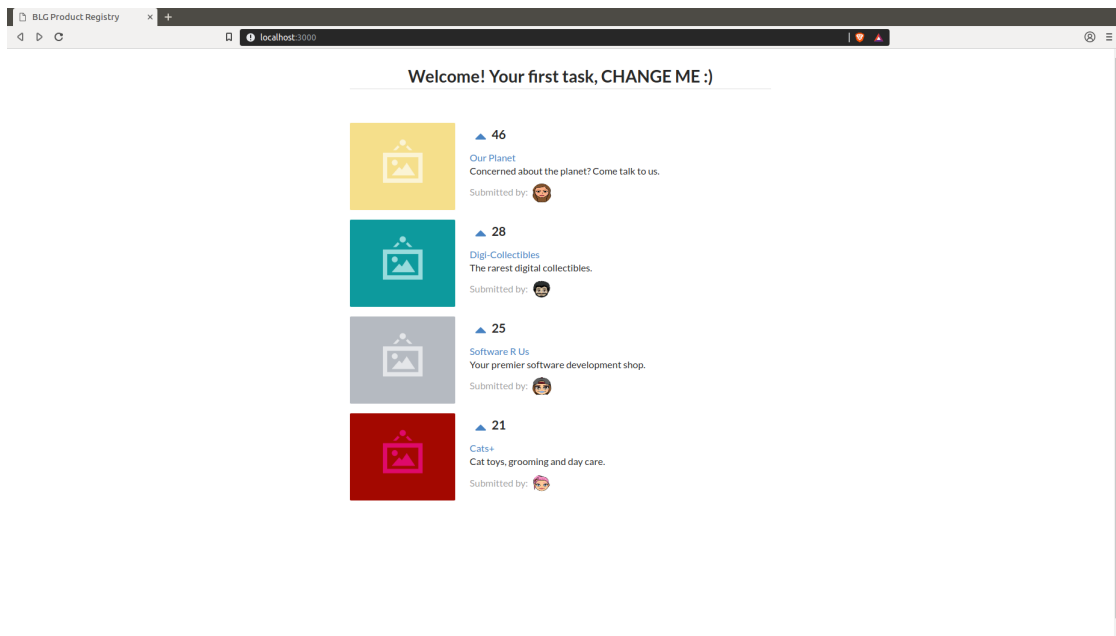 BLG Product Registry
localhost:3000
Welcome! Your first task, CHANGE ME :)
46
Our Planet
Concerned about the planet? Come talk to us.
Submitted by:
28
Digi-Collectibles
The rarest digital collectibles.
Submitted by:
25
Software R Us
Your premier software development shop.
Submitted by:
21
Cats+
Cat toys, grooming and day care.
Submitted by: